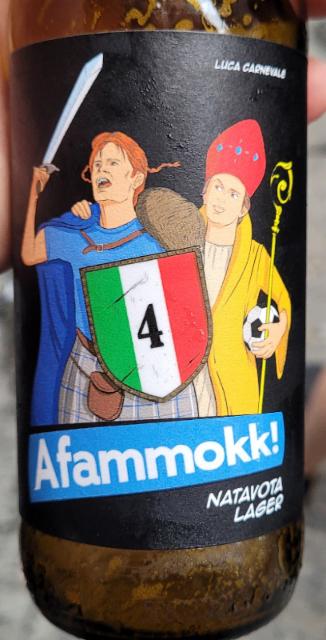 LUCA CARNEVALE
4
Afammokk!
NATAVOTA
LAGER